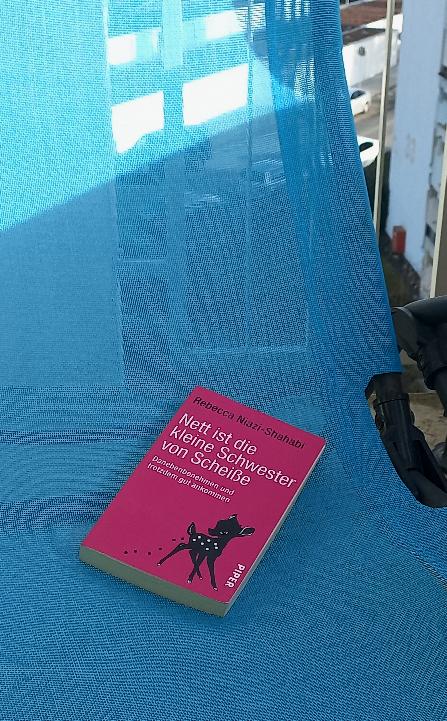 Rebecca Niazi-Shahabi
Nett ist die
kleine Schwester
von Scheiße
Danebenbenehmen und
trotzdem gut ankommen
PIPER